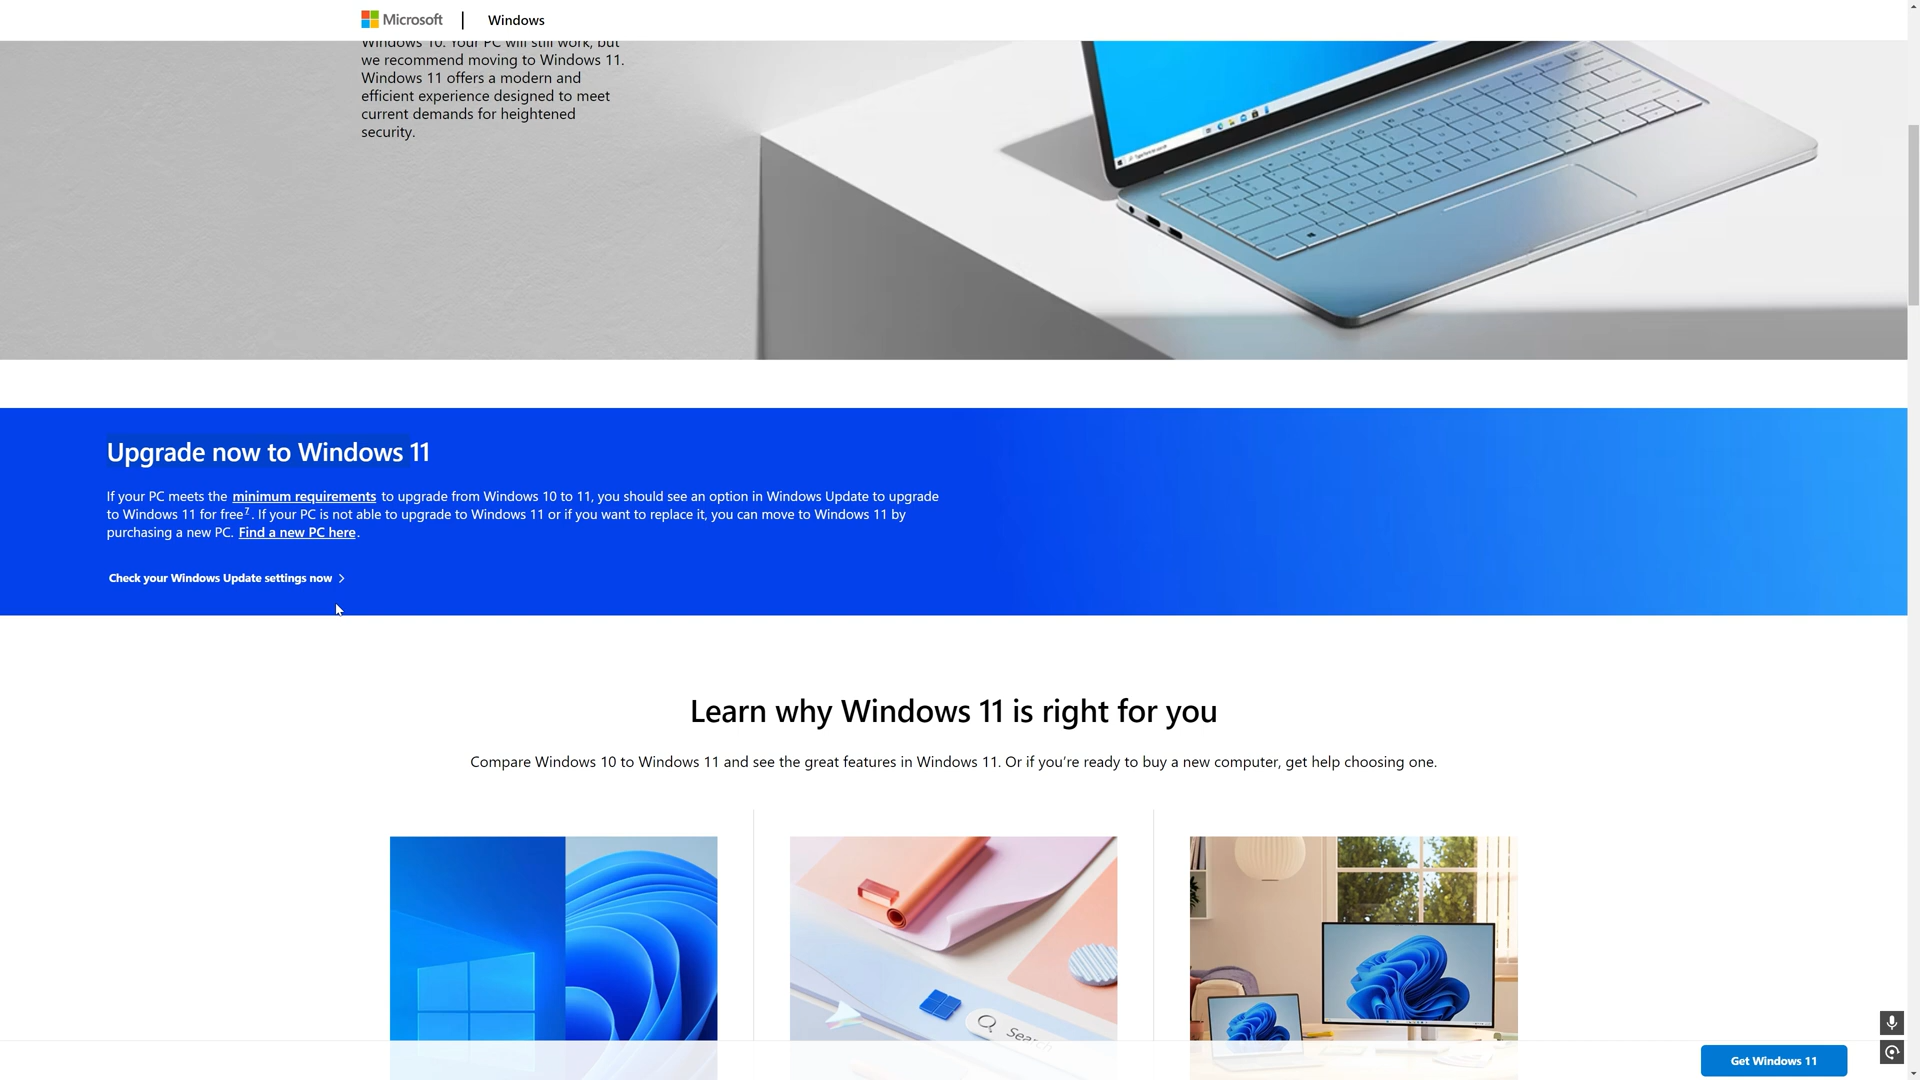 Microsoft
Windows
Windows 10. Your PC will still work, but
we recommend moving to Windows 11.
Windows 11 offers a modern and
efficient experience designed to meet
current demands for heightened
security.
Upgrade now to Windows 11
If your PC meets the minimum requirements to upgrade from Windows 10 to 11, you should see an option in Windows Update to upgrade
to Windows 11 for free7. If your PC is not able to upgrade to Windows 11 or if you want to replace it, you can move to Windows 11 by
purchasing a new PC. Find a new PC here.
Check your Windows Update settings now
Learn why Windows 11 is right for you
Compare Windows 10 to Windows 11 and see the great features in Windows 11. Or if you’re ready to buy a new computer, get help choosing one.
Get Windows 11